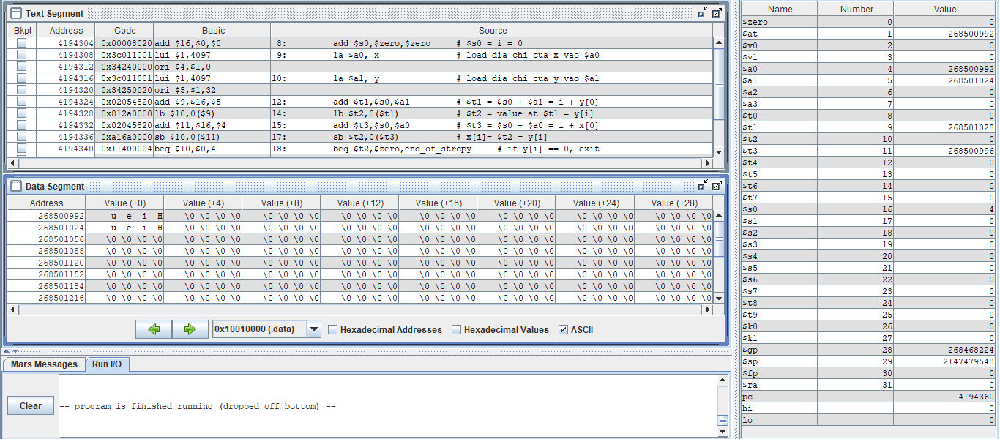 Text Segment
Bkpt Address Code Basic Source
4194304 0x00008020 add $16,$0,$0 8: add $s0,$zero,$zero # $s0 = i = 0
4194308 0x3c011001 lui $1,4097 9: la $a0, x # load dia chi cua x vao $a0
4194312 0x34240000 ori $4,$1,0
4194316 0x3c011001 lui $1,4097 10: la $a1, y # load dia chi cua y vao $a1
4194320 0x34250020 ori $5,$1,32
4194324 0x02054820 add $9,$16,$5 12: add $t1,$s0,$a1 # $t1 = $s0 + $a1 = i + y[0]
4194328 0x812a0000 lb $10,0($9) 14: lb $t2,0($t1) # $t2 = value at $t1 = y[i]
4194332 0x02045820 add $11,$16,$4 15: add $t3,$s0,$a0 # $t3 = $s0 + $a0 = i + x[0]
4194336 0xa16a0000 sb $10,0($11) 17: sb $t2,0($t3) # x[i]= $t2 = y[i]
4194340 0x11400004 beq $10,$0,4 18: beq $t2,$zero,end_of_strcpy # if y[i] == 0, exit
Data Segment
Address Value (+0) Value (+4) Value (+8) Value (+12) Value (+16) Value (+20) Value (+24) Value (+28)
268500992 u e i H \0 \0 \0 \0 \0 \0 \0 \0 \0 \0 \0 \0 \0 \0 \0 \0 \0 \0 \0 \0 \0 \0 \0 \0 \0 \0 \0 \0
268501024 u e i H \0 \0 \0 \0 \0 \0 \0 \0 \0 \0 \0 \0 \0 \0 \0 \0 \0 \0 \0 \0 \0 \0 \0 \0 \0 \0 \0 \0
268501056 \0 \0 \0 \0 \0 \0 \0 \0 \0 \0 \0 \0 \0 \0 \0 \0 \0 \0 \0 \0 \0 \0 \0 \0 \0 \0 \0 \0 \0 \0 \0 \0
268501088 \0 \0 \0 \0 \0 \0 \0 \0 \0 \0 \0 \0 \0 \0 \0 \0 \0 \0 \0 \0 \0 \0 \0 \0 \0 \0 \0 \0 \0 \0 \0 \0
268501120 \0 \0 \0 \0 \0 \0 \0 \0 \0 \0 \0 \0 \0 \0 \0 \0 \0 \0 \0 \0 \0 \0 \0 \0 \0 \0 \0 \0 \0 \0 \0 \0
268501152 \0 \0 \0 \0 \0 \0 \0 \0 \0 \0 \0 \0 \0 \0 \0 \0 \0 \0 \0 \0 \0 \0 \0 \0 \0 \0 \0 \0 \0 \0 \0 \0
268501184 \0 \0 \0 \0 \0 \0 \0 \0 \0 \0 \0 \0 \0 \0 \0 \0 \0 \0 \0 \0 \0 \0 \0 \0 \0 \0 \0 \0 \0 \0 \0 \0
268501216 \0 \0 \0 \0 \0 \0 \0 \0 \0 \0 \0 \0 \0 \0 \0 \0 \0 \0 \0 \0 \0 \0 \0 \0 \0 \0 \0 \0 \0 \0 \0 \0
0x10010000 (.data) Hexadecimal Addresses Hexadecimal Values ASCII
Mars Messages Run I/O
Clear
-- program is finished running (dropped off bottom) --
Name Number Value
$zero 0 0
$at 1 268500992
$v0 2 0
$v1 3 0
$a0 4 268500992
$a1 5 268501024
$a2 6 0
$a3 7 0
$t0 8 0
$t1 9 268501028
$t2 10 0
$t3 11 268500996
$t4 12 0
$t5 13 0
$t6 14 0
$t7 15 0
$s0 16 4
$s1 17 0
$s2 18 0
$s3 19 0
$s4 20 0
$s5 21 0
$s6 22 0
$s7 23 0
$t8 24 0
$t9 25 0
$k0 26 0
$k1 27 0
$gp 28 268468224
$sp 29 2147479548
$fp 30 0
$ra 31 0
pc 4194360
hi 0
lo 0